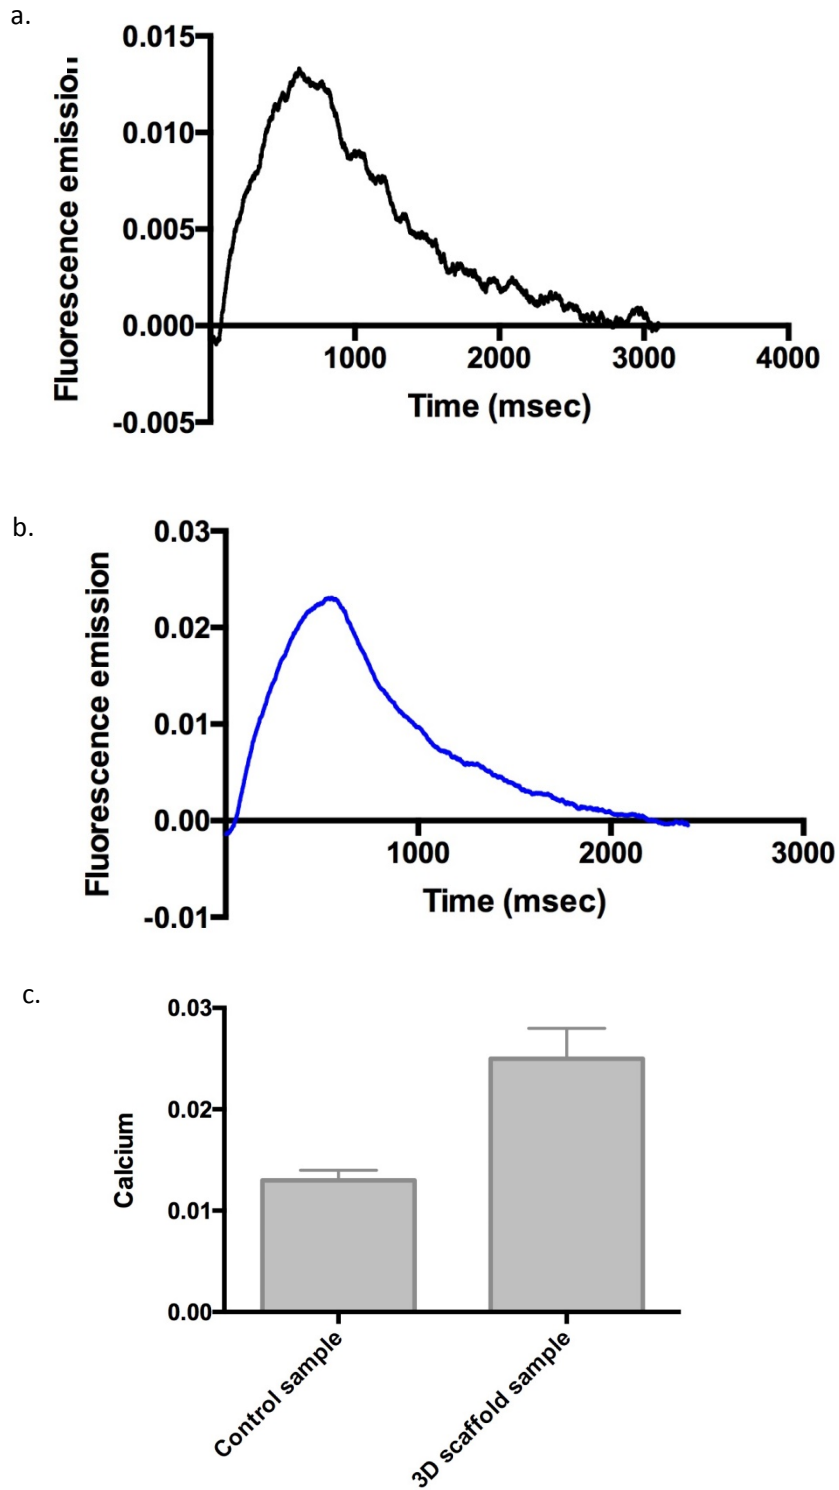 a.
0.015
0.010
0.005
0.000
-0.005
Fluorescence emission
1000 2000 3000 4000
Time (msec)
b.
0.03
0.02
0.01
0.00
-0.01
Fluorescence emission
1000 2000 3000
Time (msec)
c.
0.03
0.02
0.01
0.00
Calcium
Control sample
3D scaffold sample